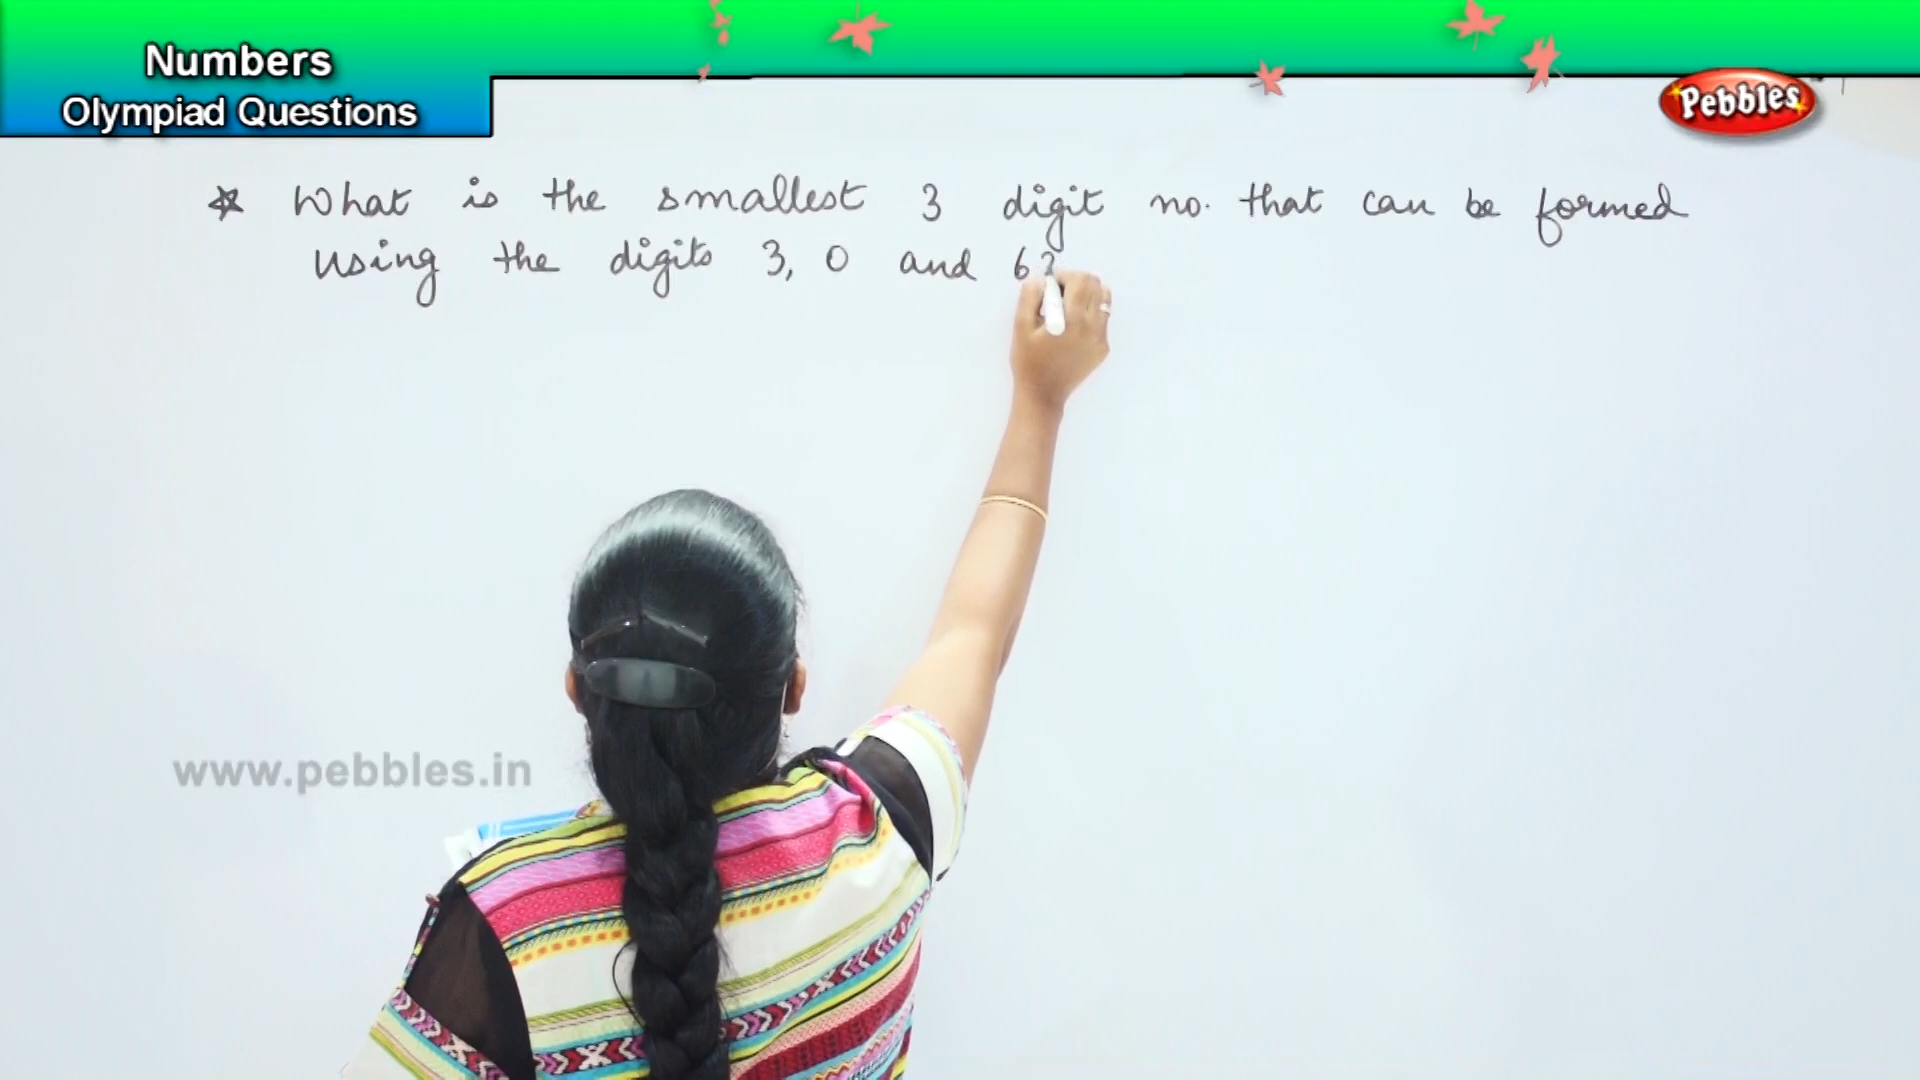 Numbers
Olympiad Questions
Pebbles
☆ What is the smallest 3 digit no. that can be formed
using the digits 3, 0 and 6?
www.pebbles.in